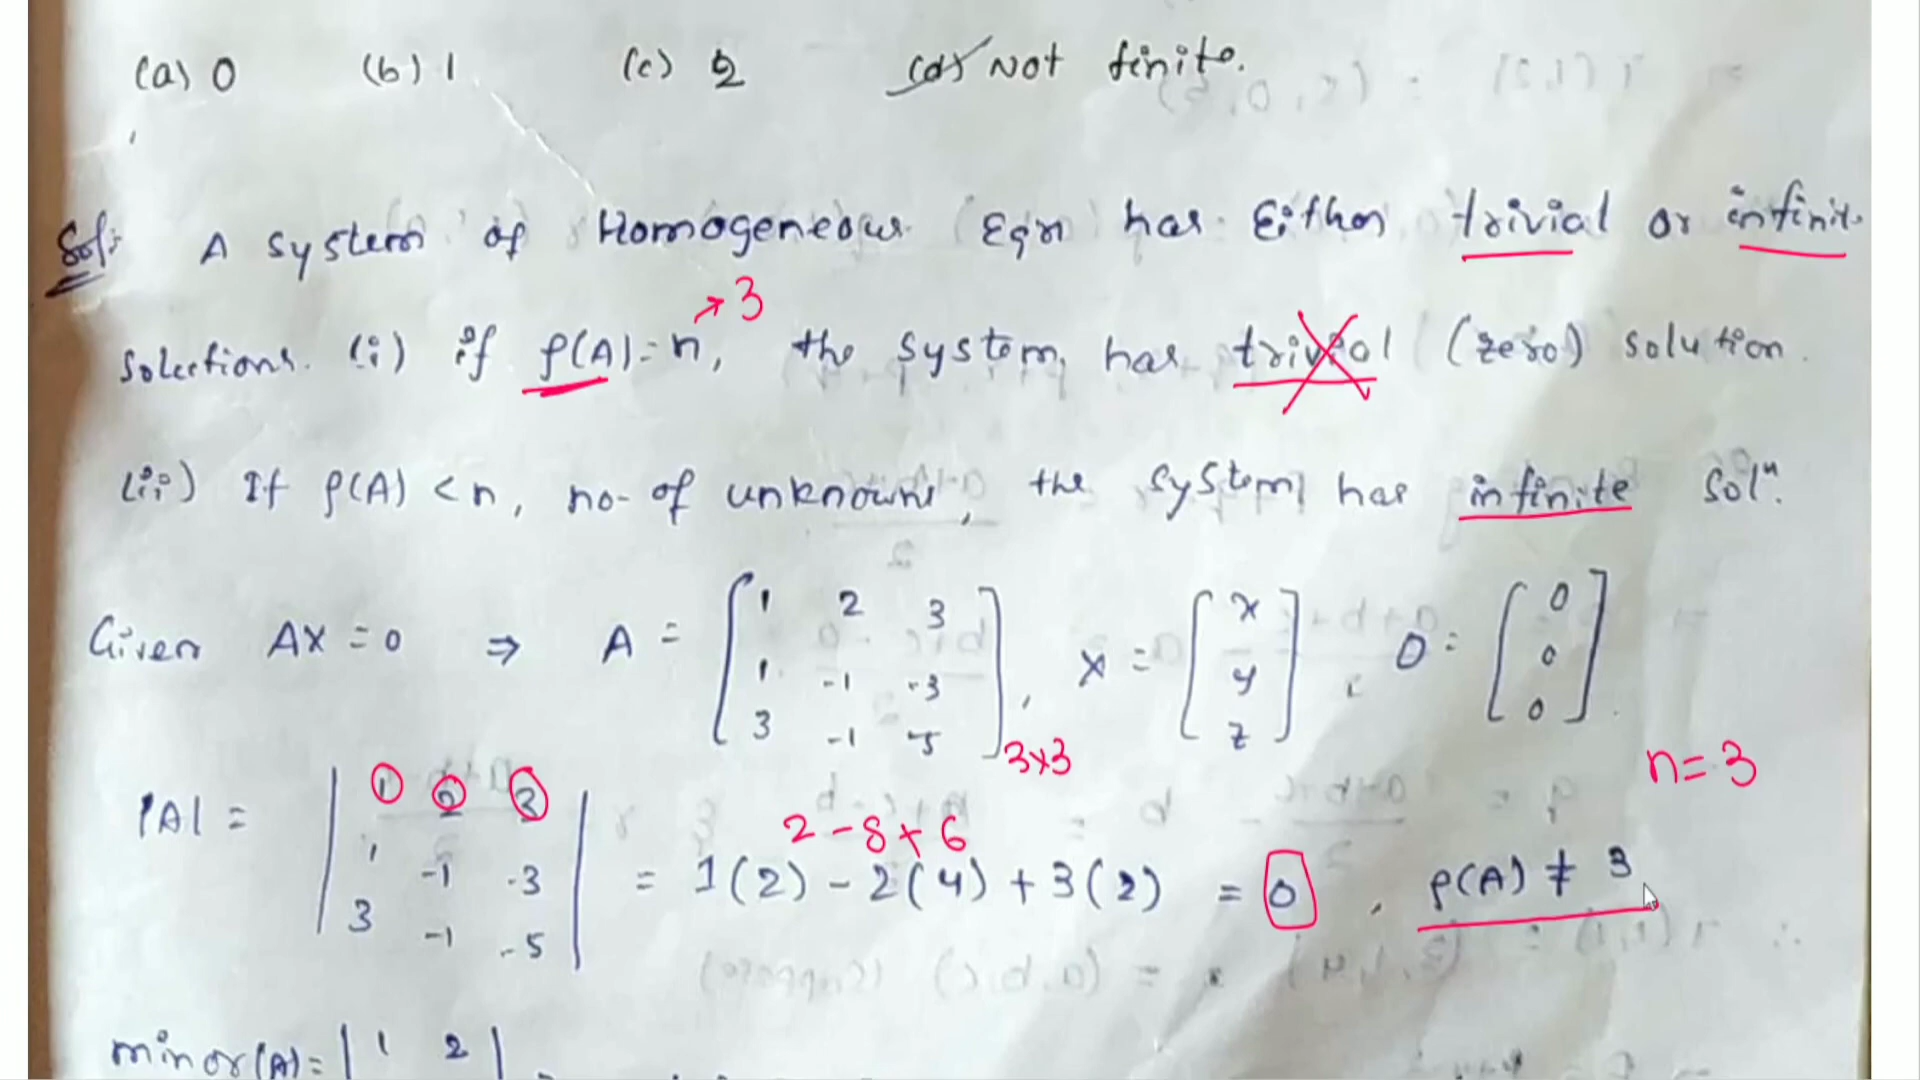 (a) 0 (b) 1 (c) 2 (d) Not finite.
Sol: A system of Homogeneous Eqn has Either trivial or infinite
solutions. (i) if ρ(A)=n, → 3 the system has trivial (zero) solution.
(ii) If ρ(A) < n, no- of unknowns, the system has infinite Solⁿ.
Given AX = 0 ⇒ A = [1 2 3
1 -1 -3
3 -1 -5]3x3, X = [x
y
z] 0 = [0
0
0].
n = 3
|A| = |1 2 3
1 -1 -3
3 -1 -5|
2 - 8 + 6
= 1(2) - 2(4) + 3(2) = 0, ρ(A) ≠ 3
minor(A) = |1 2|